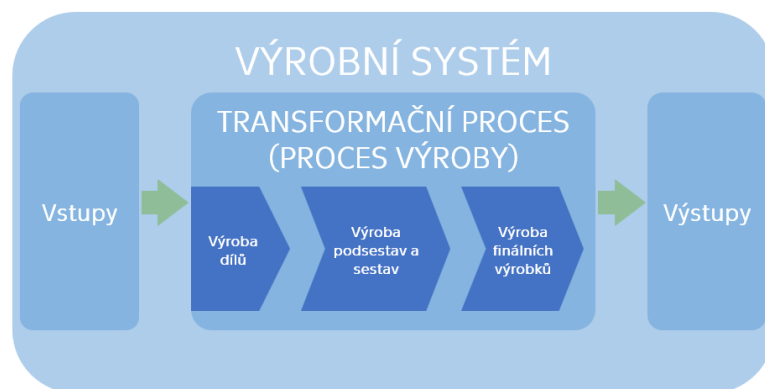 VÝROBNÍ SYSTÉM
TRANSFORMAČNÍ PROCES
(PROCES VÝROBY)
Vstupy
Výroba
dílů
Výroba
podsestav a
sestav
Výroba
finálních
výrobků
Výstupy